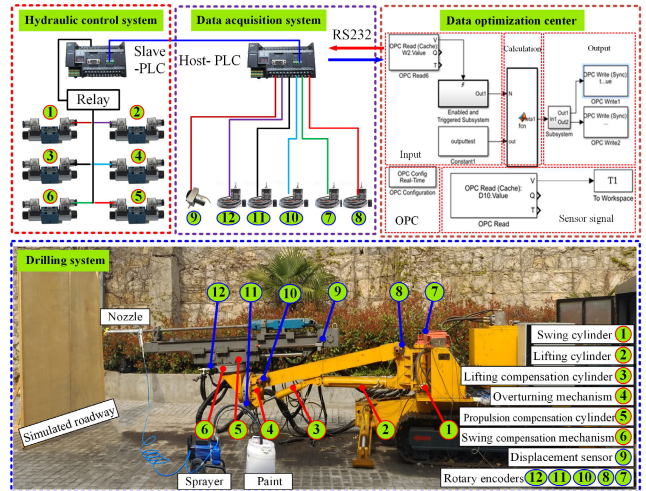 Hydraulic control system
Slave
-PLC
Relay
1
2
3
4
6
5
Data acquisition system
Host- PLC
RS232
9
12
11
10
7
8
Data optimization center
Calculation
Output
OPC Read (Cache):
W2.Value
V
Q
T
OPC Read6
Out1
Enabled and
Triggered Subsystem
outputtest
Constant1
Input
N
out
fcn
In1
Out1
Out2
Subsystem
OPC Write (Sync):
t...ue
OPC Write1
OPC Write (Sync):
...
OPC Write2
OPC Config
Real-Time
OPC Configuration
OPC
OPC Read (Cache):
D10.Value
V
Q
T
OPC Read
T1
To Workspace
Sensor signal
Drilling system
12
11
10
9
8
7
Nozzle
Simulated roadway
6
5
4
3
2
1
Sprayer
Paint
Swing cylinder 1
Lifting cylinder 2
Lifting compensation cylinder 3
Overturning mechanism 4
Propulsion compensation cylinder 5
Swing compensation mechanism 6
Displacement sensor 9
Rotary encoders 12 11 10 8 7